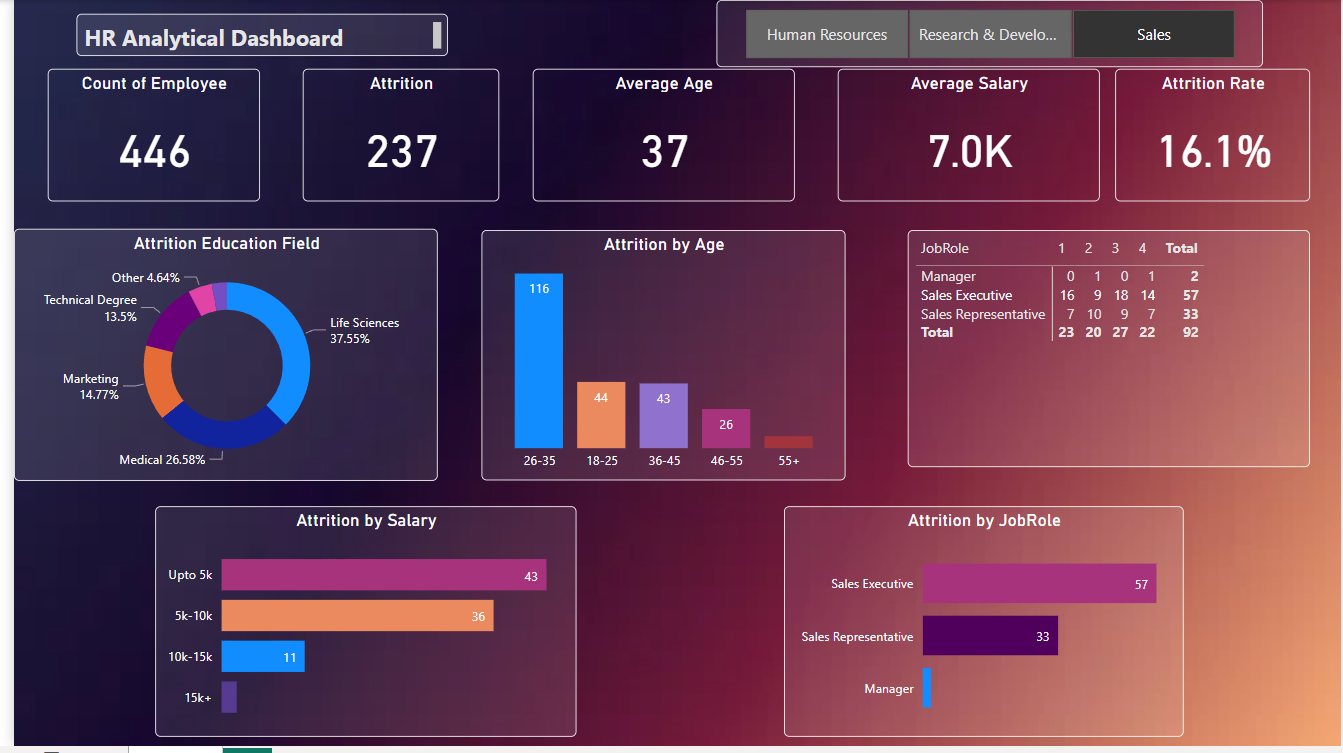 HR Analytical Dashboard
Human Resources
Research & Develo...
Sales
Count of Employee
446
Attrition
237
Average Age
37
Average Salary
7.0K
Attrition Rate
16.1%
Attrition Education Field
Other 4.64%
Technical Degree
13.5%
Life Sciences
37.55%
Marketing
14.77%
Medical 26.58%
Attrition by Age
116
44
43
26
26-35 18-25 36-45 46-55 55+
JobRole 1 2 3 4 Total
Manager 0 1 0 1 2
Sales Executive 16 9 18 14 57
Sales Representative 7 10 9 7 33
Total 23 20 27 22 92
Attrition by Salary
Upto 5k 43
5k-10k 36
10k-15k 11
15k+
Attrition by JobRole
Sales Executive 57
Sales Representative 33
Manager